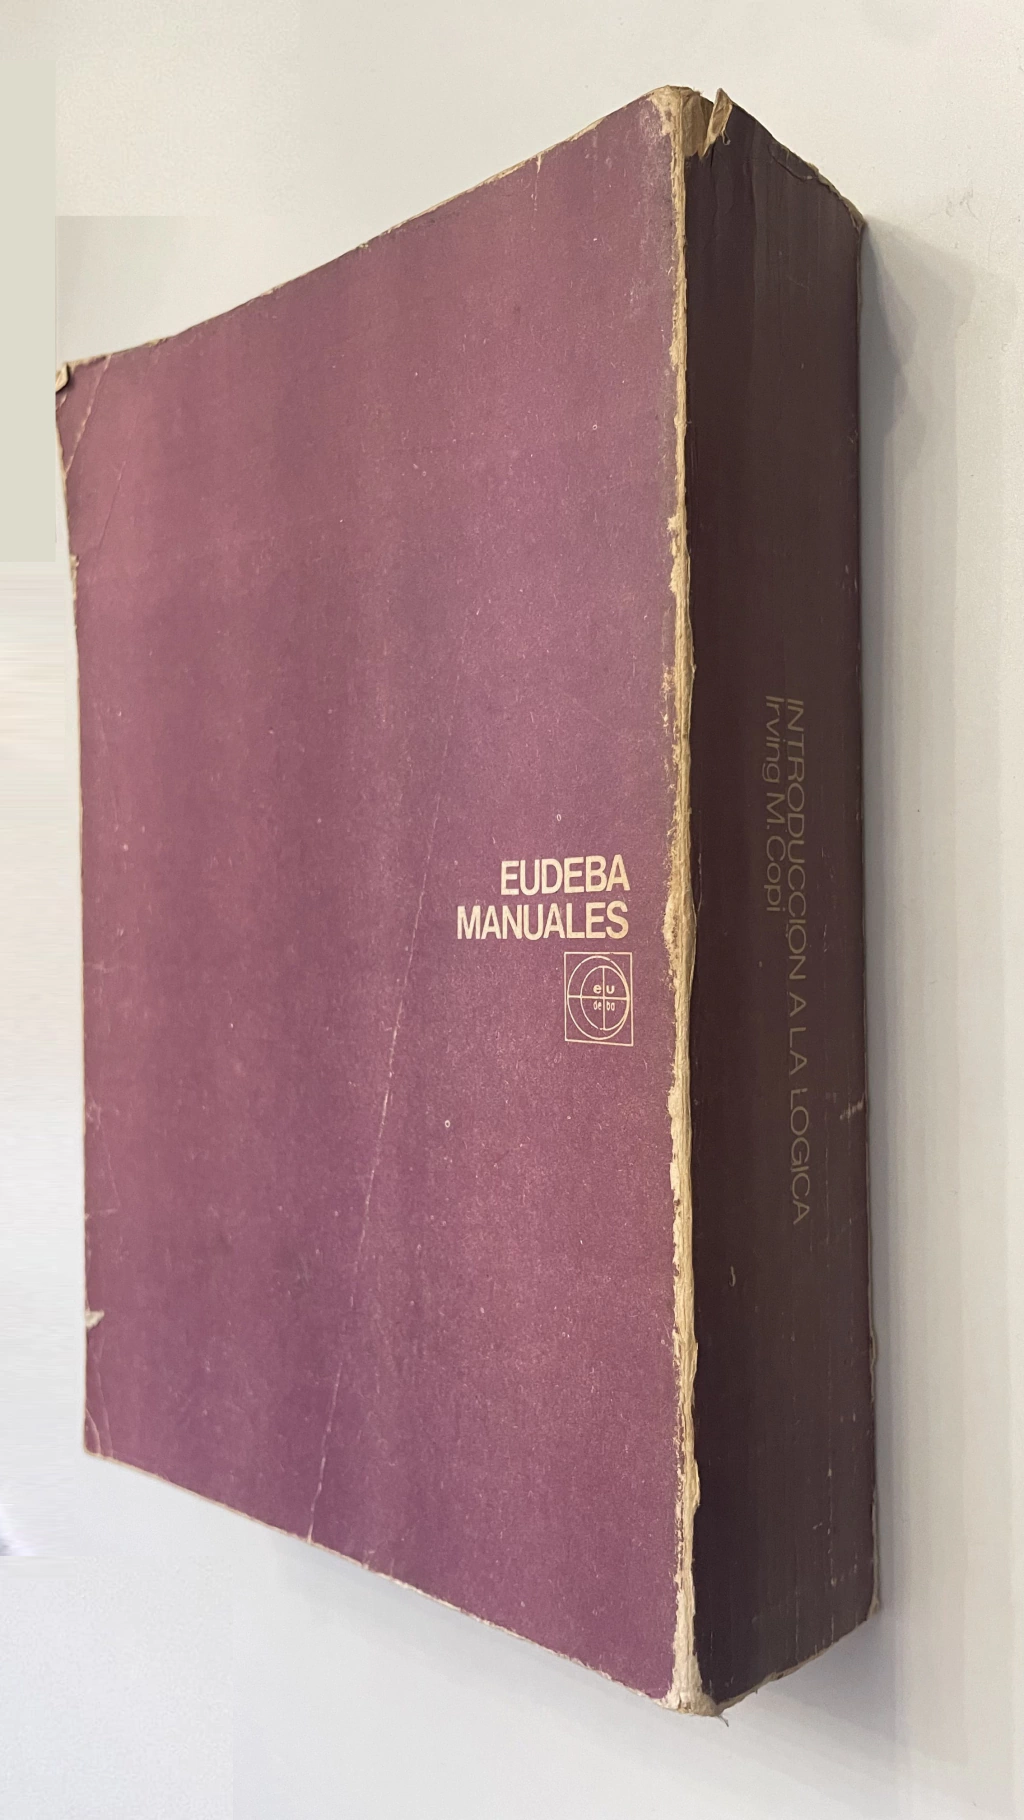 EUDEBA
MANUALES
eu
de ba
INTRODUCCION A LA LOGICA
Irving M. Copi